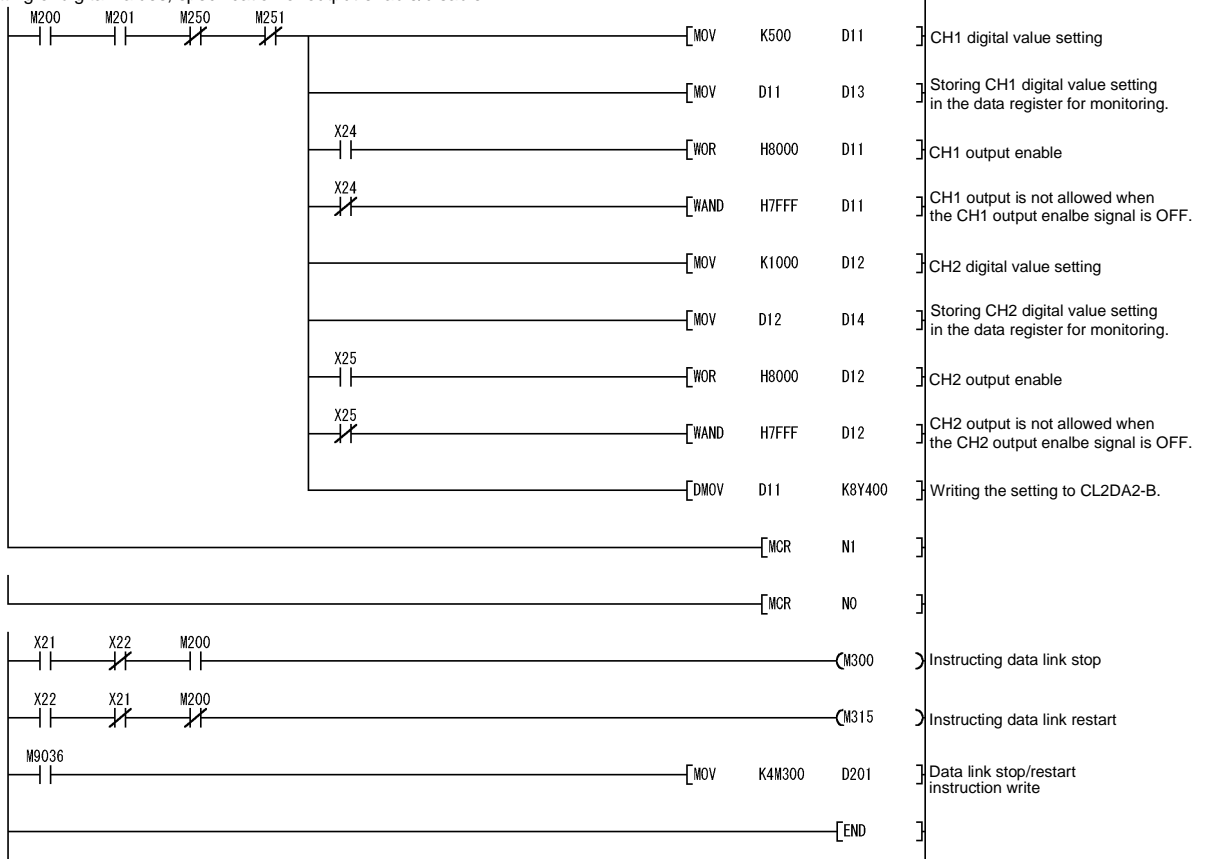 M200 M201 M250 M251
MOV K500 D11 CH1 digital value setting
MOV D11 D13 Storing CH1 digital value setting
in the data register for monitoring.
X24
WOR H8000 D11 CH1 output enable
X24
WAND H7FFF D11 CH1 output is not allowed when
the CH1 output enalbe signal is OFF.
MOV K1000 D12 CH2 digital value setting
MOV D12 D14 Storing CH2 digital value setting
in the data register for monitoring.
X25
WOR H8000 D12 CH2 output enable
X25
WAND H7FFF D12 CH2 output is not allowed when
the CH2 output enalbe signal is OFF.
DMOV D11 K8Y400 Writing the setting to CL2DA2-B.
MCR N1
MCR N0
X21 X22 M200
M300 Instructing data link stop
X22 X21 M200
M315 Instructing data link restart
M9036
MOV K4M300 D201 Data link stop/restart
instruction write
END